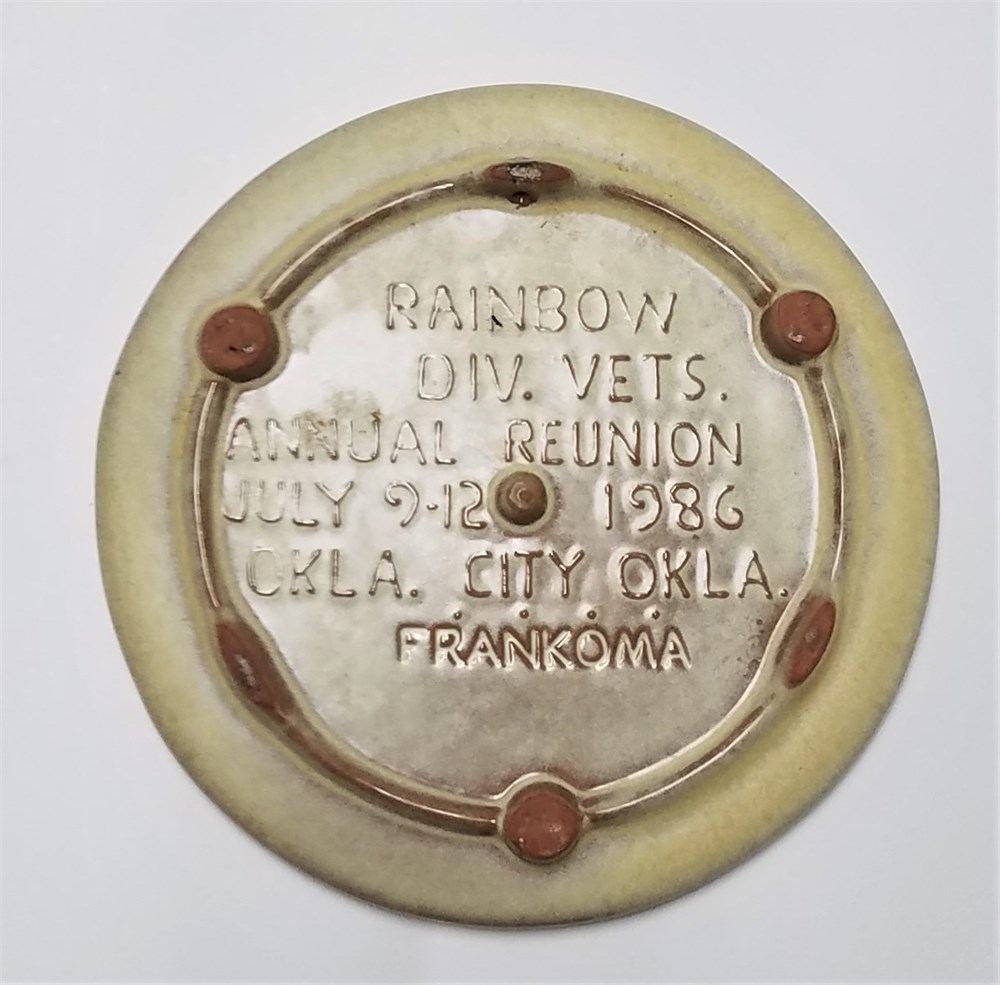 RAINBOW
DIV. VETS.
ANNUAL REUNION
JULY 9-12 1986
OKLA. CITY OKLA.
FRANKOMA